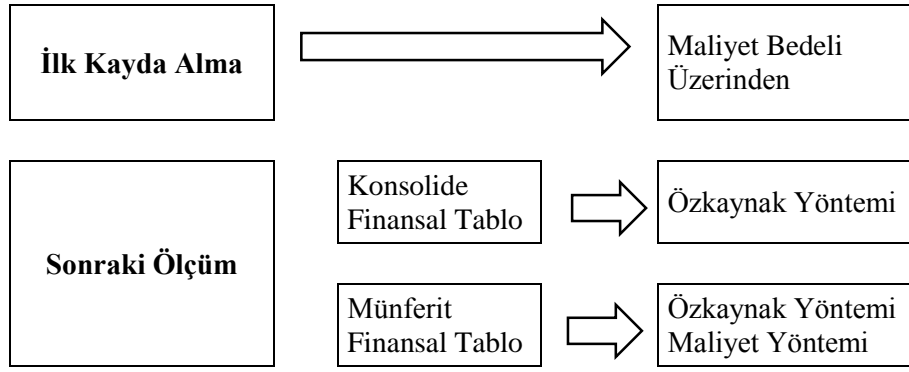 İlk Kayda Alma
Maliyet Bedeli
Üzerinden
Sonraki Ölçüm
Konsolide
Finansal Tablo
Özkaynak Yöntemi
Münferit
Finansal Tablo
Özkaynak Yöntemi
Maliyet Yöntemi